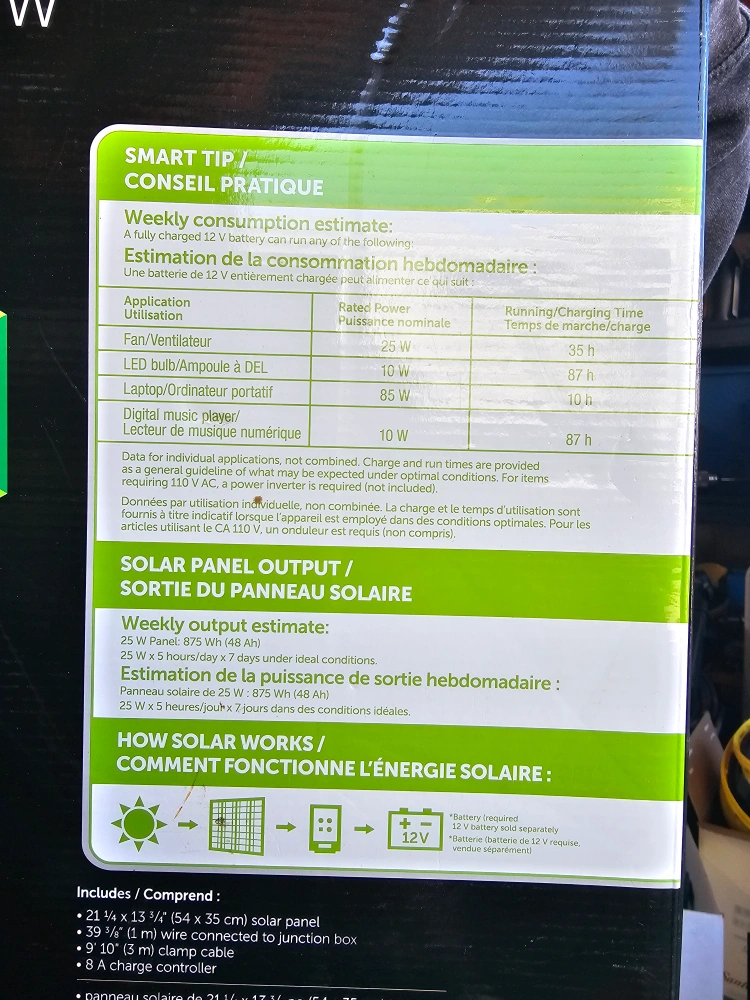 W
SMART TIP /
CONSEIL PRATIQUE
Weekly consumption estimate:
A fully charged 12 V battery can run any of the following:
Estimation de la consommation hebdomadaire :
Une batterie de 12 V entièrement chargée peut alimenter ce qui suit :
Application
Utilisation
Rated Power
Puissance nominale
Running/Charging Time
Temps de marche/charge
Fan/Ventilateur 25 W 35 h
LED bulb/Ampoule à DEL 10 W 87 h
Laptop/Ordinateur portatif 85 W 10 h
Digital music player/
Lecteur de musique numérique 10 W 87 h
Data for individual applications, not combined. Charge and run times are provided
as a general guideline of what may be expected under optimal conditions. For items
requiring 110 V AC, a power inverter is required (not included).
Données par utilisation individuelle, non combinée. La charge et le temps d'utilisation sont
fournis à titre indicatif lorsque l'appareil est employé dans des conditions optimales. Pour les
articles utilisant le CA 110 V, un onduleur est requis (non compris).
SOLAR PANEL OUTPUT /
SORTIE DU PANNEAU SOLAIRE
Weekly output estimate:
25 W Panel: 875 Wh (48 Ah)
25 W x 5 hours/day x 7 days under ideal conditions.
Estimation de la puissance de sortie hebdomadaire :
Panneau solaire de 25 W : 875 Wh (48 Ah)
25 W x 5 heures/jour x 7 jours dans des conditions idéales.
HOW SOLAR WORKS /
COMMENT FONCTIONNE L'ÉNERGIE SOLAIRE :
+ −
12 V
*Battery (required
12 V battery sold separately
*Batterie (batterie de 12 V requise,
vendue séparément)
Includes / Comprend :
• 21 1/4 x 13 3/4" (54 x 35 cm) solar panel
• 39 3/8" (1 m) wire connected to junction box
• 9' 10" (3 m) clamp cable
• 8 A charge controller
• panneau solaire de 21